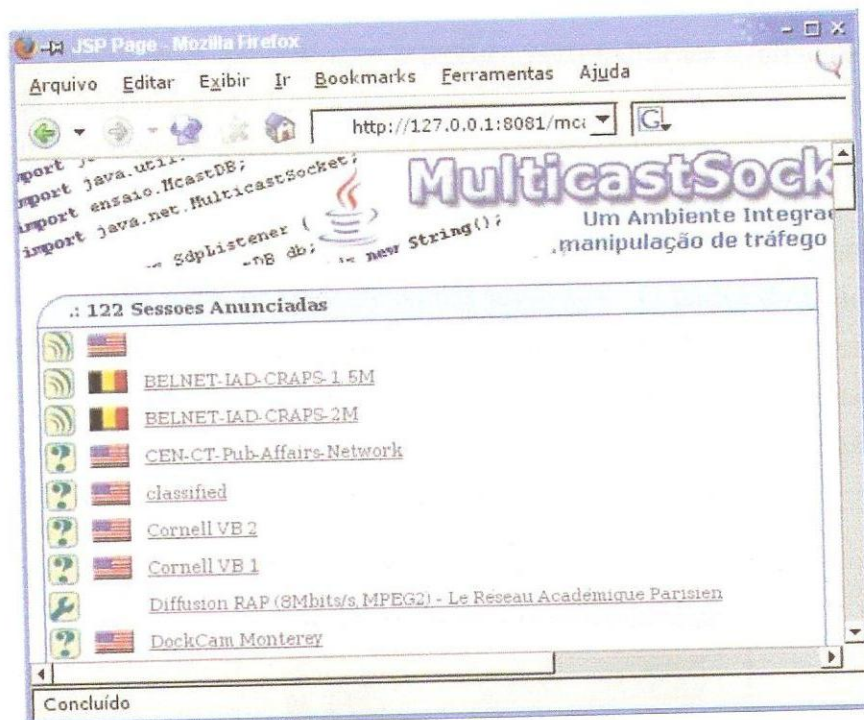 JSP Page - Mozilla Firefox
Arquivo Editar Exibir Ir Bookmarks Ferramentas Ajuda
http://127.0.0.1:8081/mc
G
import java.util.
import ensaio.McastDB;
import java.net.MulticastSocket;
SdpListener (
db;
new String();
MulticastSock
Um Ambiente Integra
manipulação de tráfego
.: 122 Sessoes Anunciadas
BELNET-IAD-CRAPS-1.5M
BELNET-IAD-CRAPS-2M
? CEN-CT-Pub-Affairs-Network
? classified
? Cornell VB 2
? Cornell VB 1
Diffusion RAP (8Mbits/s, MPEG2) - Le Réseau Académique Parisien
? DockCam Monterey
Concluído